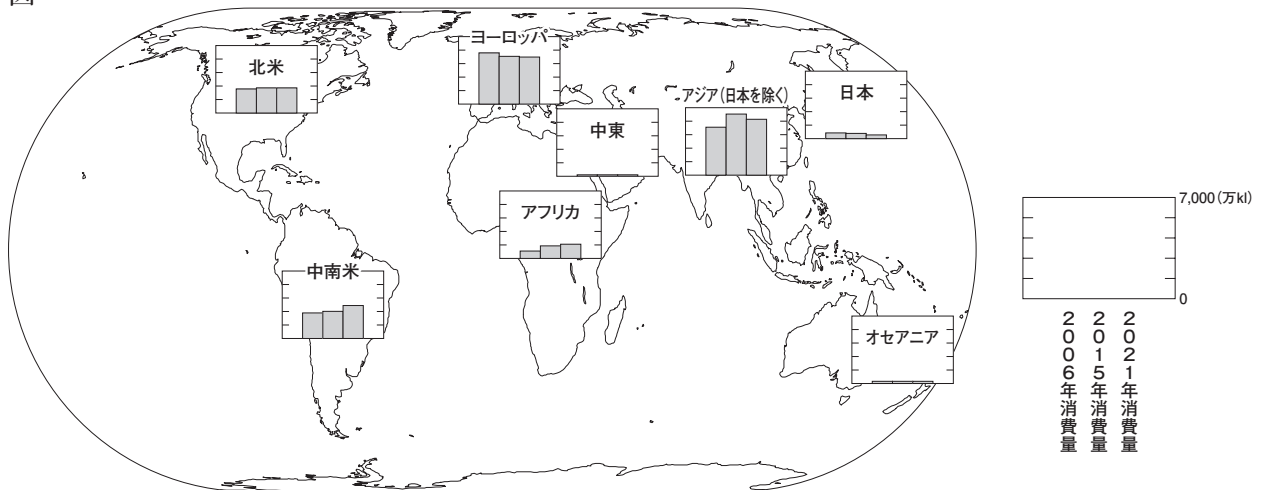 図
北米
ヨーロッパ
アジア(日本を除く)
日本
中東
アフリカ
中南米
オセアニア
7,000(万kl)
0
2006年消費量
2015年消費量
2021年消費量